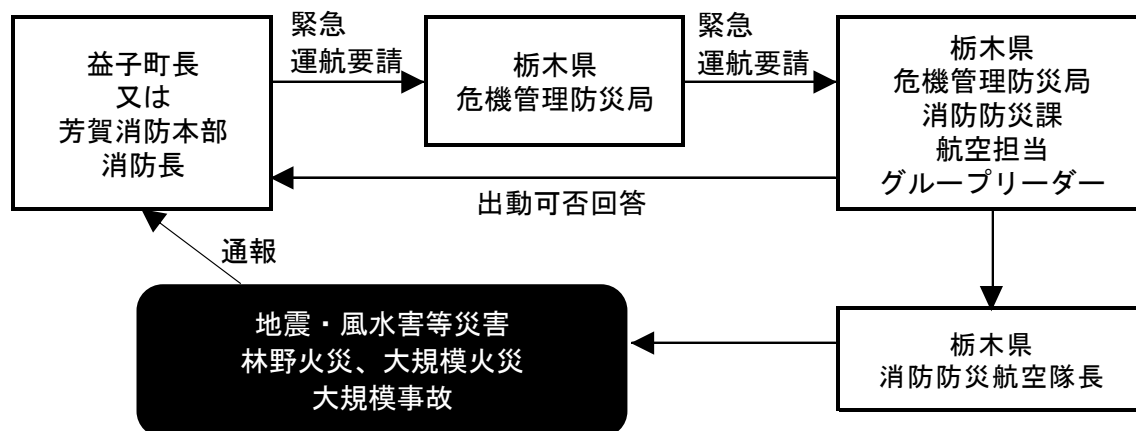 益子町長
又は
芳賀消防本部
消防長
緊急
運航要請
栃木県
危機管理防災局
緊急
運航要請
栃木県
危機管理防災局
消防防災課
航空担当
グループリーダー
出動可否回答
通報
地震・風水害等災害
林野火災、大規模火災
大規模事故
栃木県
消防防災航空隊長